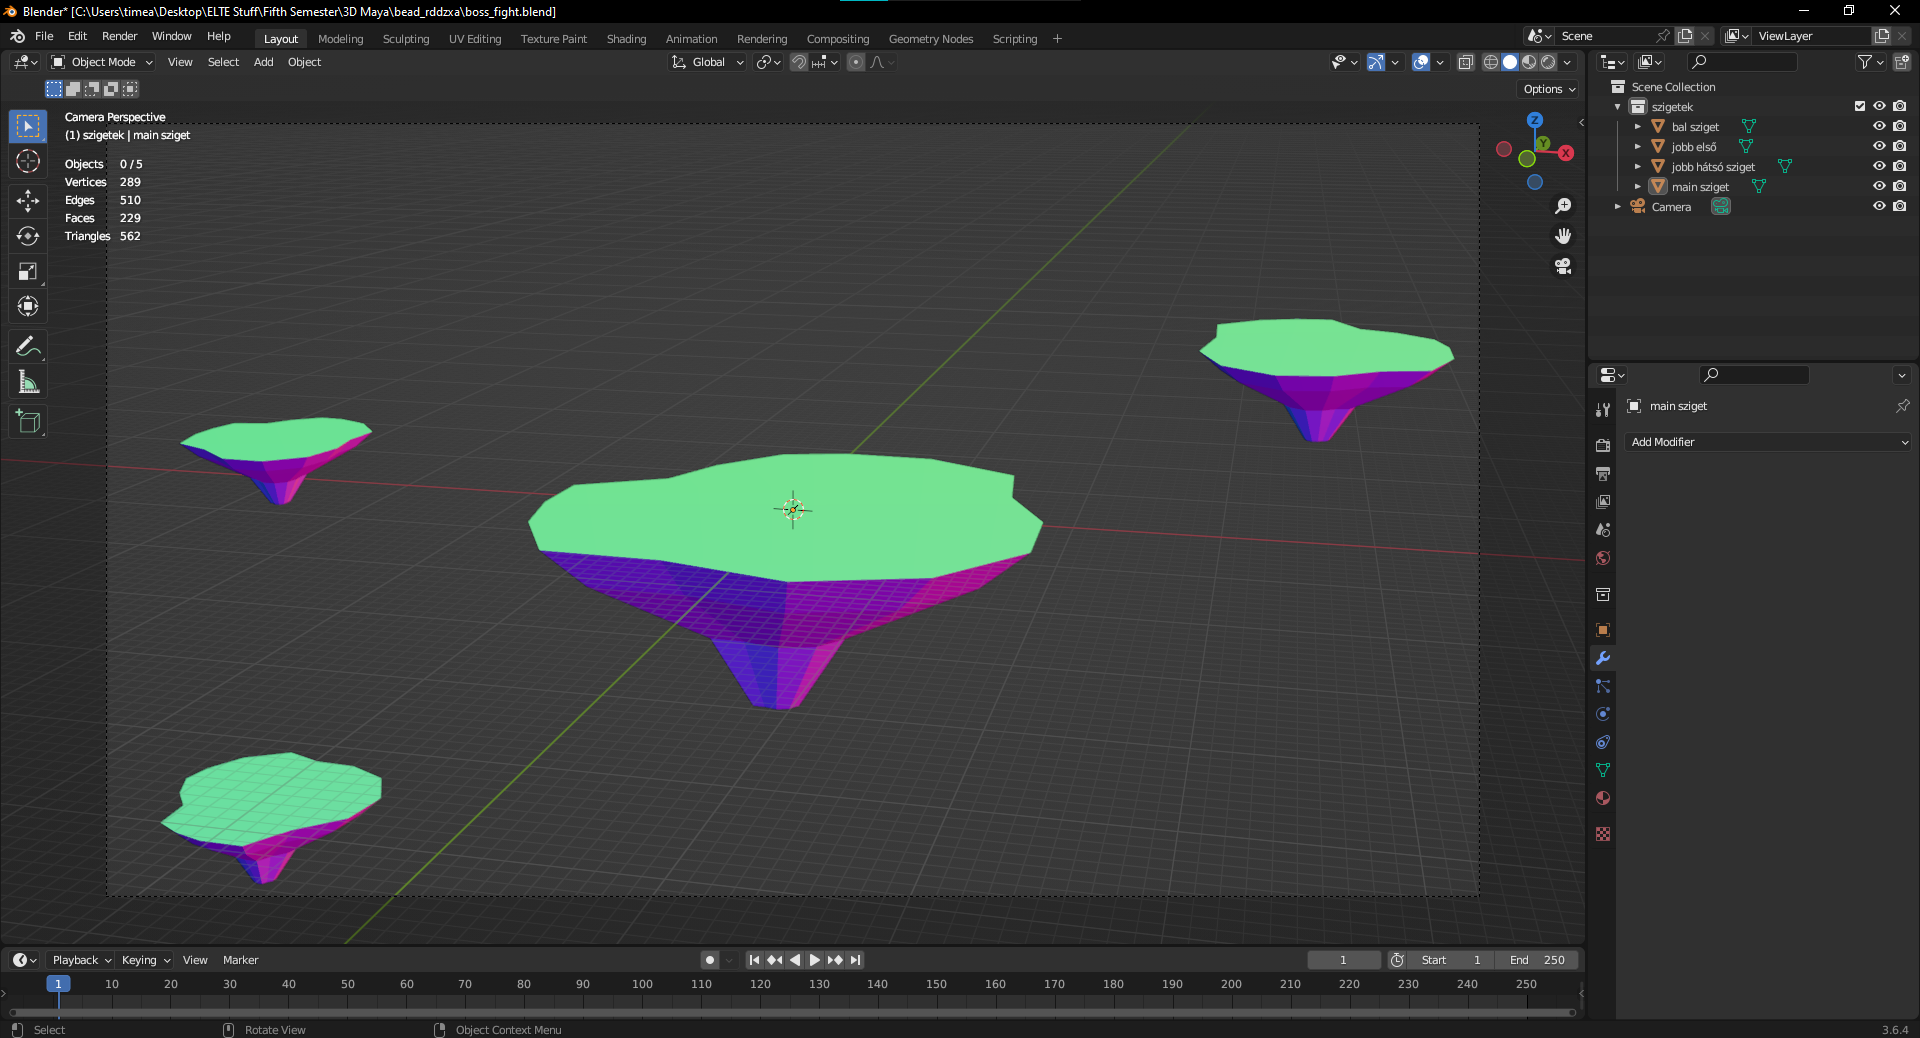 Blender* [C:\Users\timea\Desktop\ELTE Stuff\Fifth Semester\3D Maya\bead_rddzxa\boss_fight.blend]
File Edit Render Window Help Layout Modeling Sculpting UV Editing Texture Paint Shading Animation Rendering Compositing Geometry Nodes Scripting + Scene ViewLayer
Object Mode View Select Add Object Global
Options
Camera Perspective
(1) szigetek | main sziget
Objects 0/5
Vertices 289
Edges 510
Faces 229
Triangles 562
Z
Y
X
Scene Collection
szigetek
bal sziget
jobb első
jobb hátsó sziget
main sziget
Camera
main sziget
Add Modifier
Playback Keying View Marker 1 Start 1 End 250
1 10 20 30 40 50 60 70 80 90 100 110 120 130 140 150 160 170 180 190 200 210 220 230 240 250
Select Rotate View Object Context Menu 3.6.4